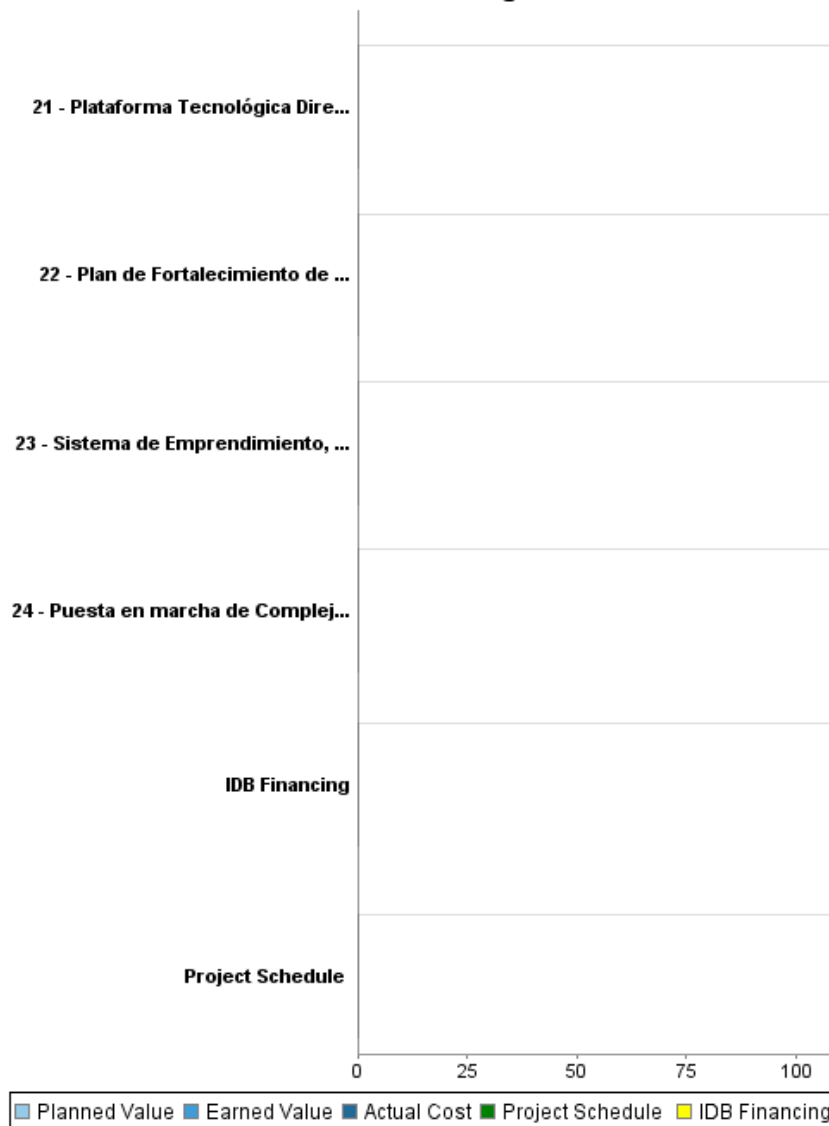 21 - Plataforma Tecnológica Dire...
22 - Plan de Fortalecimiento de ...
23 - Sistema de Emprendimiento, ...
24 - Puesta en marcha de Complej...
IDB Financing
Project Schedule
0 25 50 75 100
Planned Value Earned Value Actual Cost Project Schedule IDB Financing